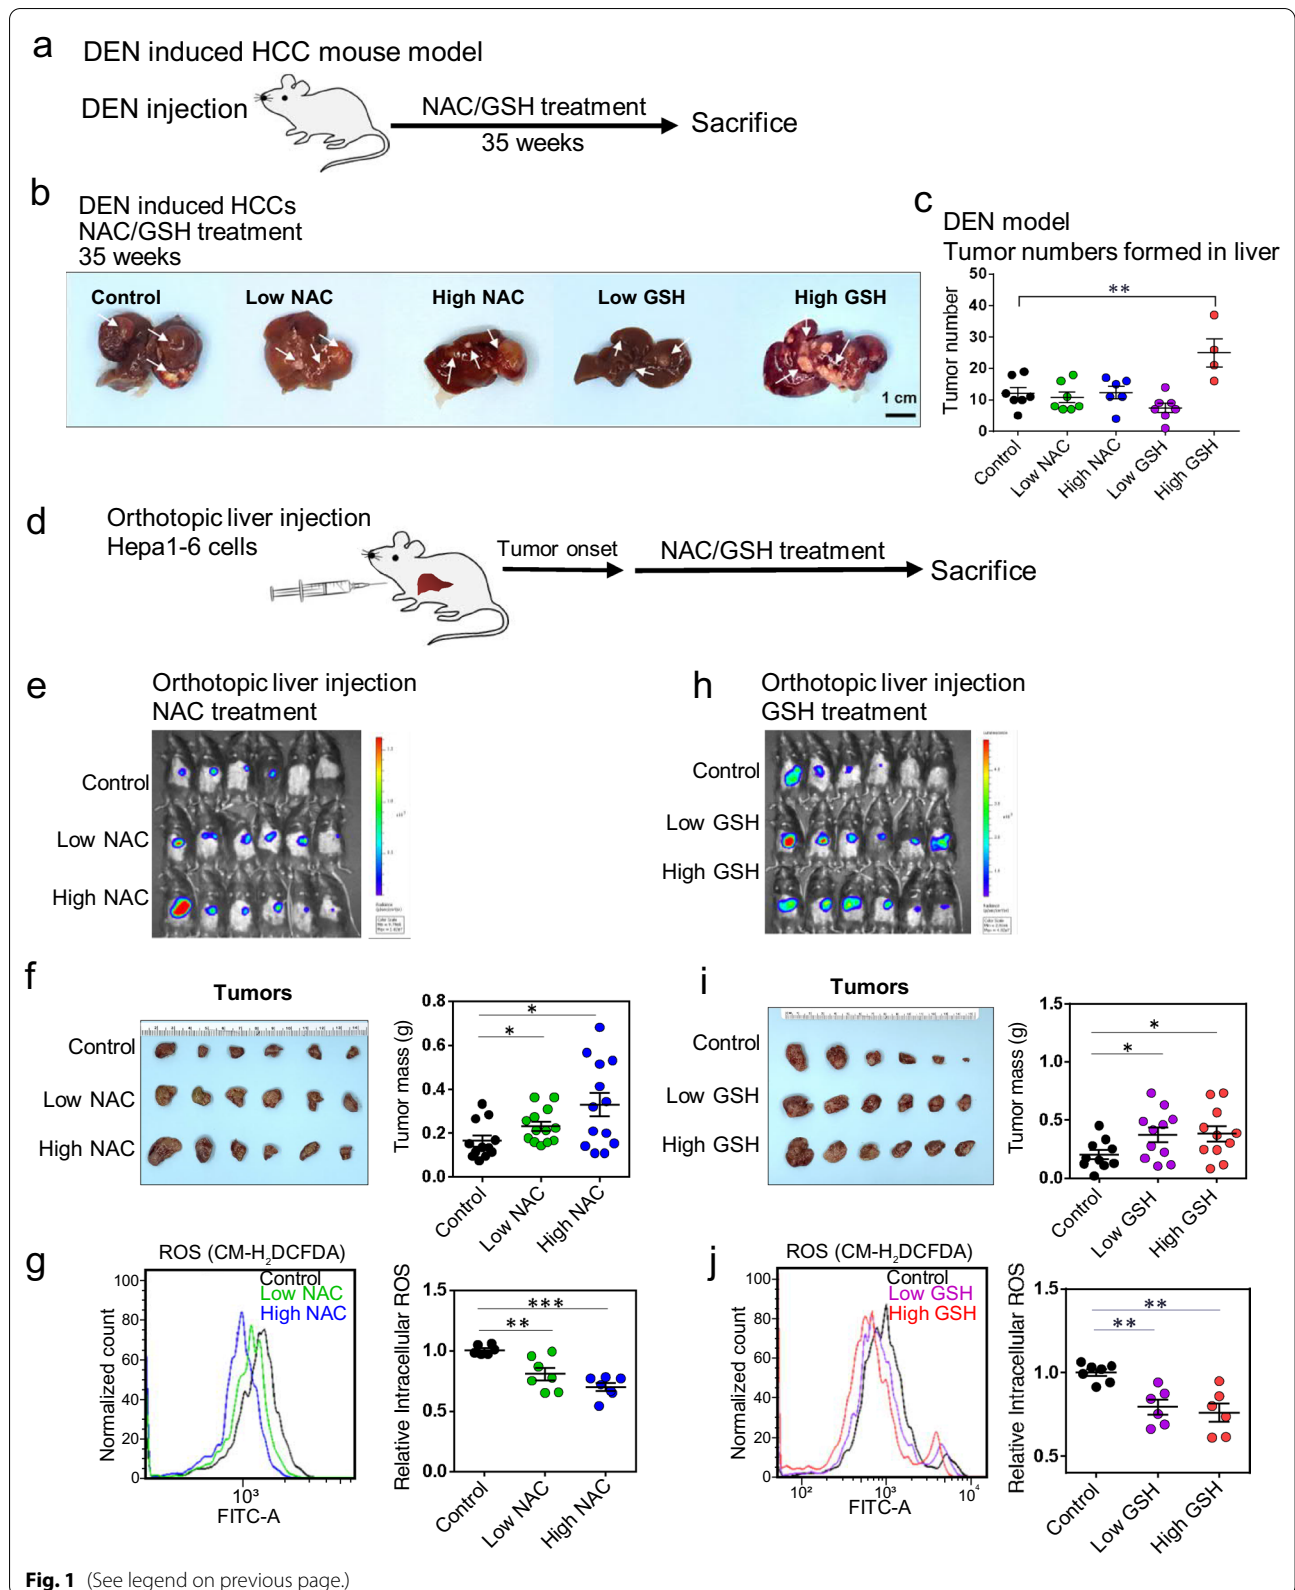 a
DEN induced HCC mouse model
DEN injection
NAC/GSH treatment
35 weeks
Sacrifice
b
DEN induced HCCs
NAC/GSH treatment
35 weeks
Control
Low NAC
High NAC
Low GSH
High GSH
1 cm
c
DEN model
Tumor numbers formed in liver
**
Tumor number
50
40
30
20
10
0
Control
Low NAC
High NAC
Low GSH
High GSH
d
Orthotopic liver injection
Hepa1-6 cells
Tumor onset
NAC/GSH treatment
Sacrifice
e
Orthotopic liver injection
NAC treatment
Control
Low NAC
High NAC
h
Orthotopic liver injection
GSH treatment
Control
Low GSH
High GSH
f
Tumors
Control
Low NAC
High NAC
Tumor mass (g)
0.8
0.6
0.4
0.2
0.0
*
*
Control
Low NAC
High NAC
i
Tumors
Control
Low GSH
High GSH
Tumor mass (g)
1.5
1.0
0.5
0.0
*
*
Control
Low GSH
High GSH
g
ROS (CM-H2DCFDA)
Control
Low NAC
High NAC
Normalized count
100
80
60
40
20
0
10³
FITC-A
Relative Intracellular ROS
1.5
1.0
0.5
0.0
***
**
Control
Low NAC
High NAC
j
ROS (CM-H2DCFDA)
Control
Low GSH
High GSH
Normalized count
100
80
60
40
20
0
10²
10³
10⁴
FITC-A
Relative Intracellular ROS
1.5
1.0
0.5
**
**
Control
Low GSH
High GSH
Fig. 1 (See legend on previous page.)